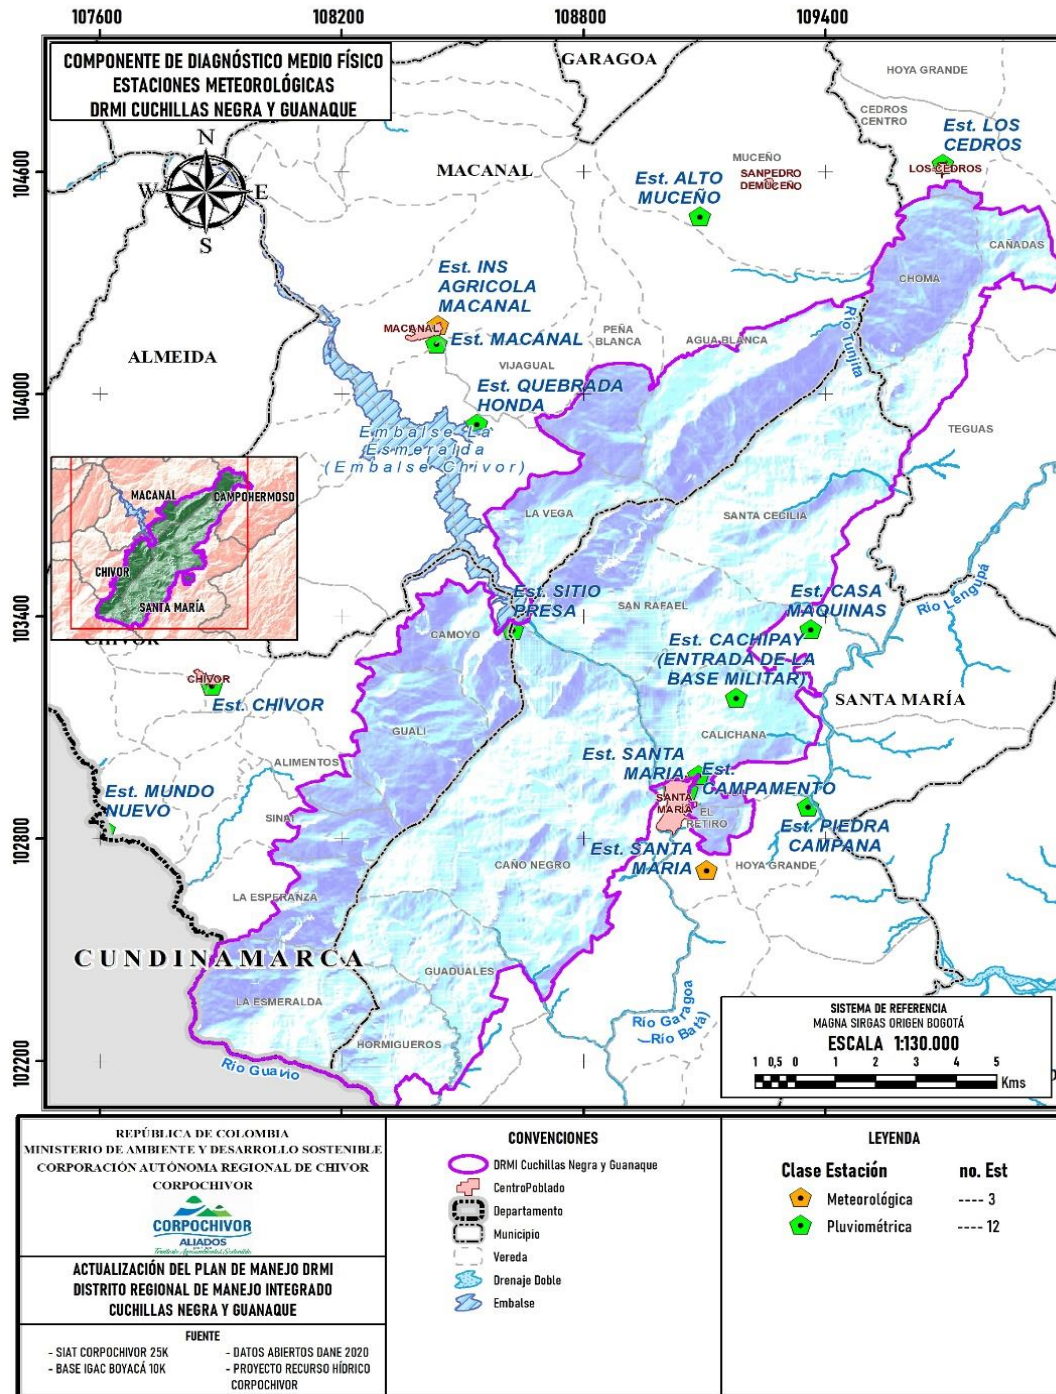 107600 108200 108800 109400
COMPONENTE DE DIAGNÓSTICO MEDIO FÍSICO
ESTACIONES METEOROLÓGICAS
DRMI CUCHILLAS NEGRA Y GUANAQUE
GARAGOA
HOYA GRANDE
CEDROS
CENTRO
Est. LOS
CEDROS
LOS CEDROS
N
W E
S
104600
MACANAL
MUCEÑO
SANPEDRO
DEMUCEÑO
Est. ALTO
MUCEÑO
CAÑADAS
CHOMA
Est. INS
AGRICOLA
MACANAL
MACANAL
Est. MACANAL
PEÑA
BLANCA
AGUA BLANCA
Río Tunjita
ALMEIDA
VIJAGUAL
Est. QUEBRADA
HONDA
104000
Embalse La
Esmeralda
(Embalse Chivor)
TEGUAS
MACANAL
CAMPOHERMOSO
CHIVOR
SANTA MARÍA
LA VEGA
SANTA CECILIA
Est. SITIO
PRESA
SAN RAFAEL
Est. CASA
MAQUINAS
Río Lengupá
103400
CHIVOR
CAMOYO
Est. CACHIPAY
(ENTRADA DE LA
BASE MILITAR)
CHIVOR
Est. CHIVOR
SANTA MARÍA
GUALI
CALICHANA
ALIMENTOS
Est. SANTA
MARIA
Est.
CAMPAMENTO
Est. MUNDO
NUEVO
SINAI
SANTA
MARÍA
EL
RETIRO
Est. PIEDRA
CAMPANA
102800
Est. SANTA
MARIA
CAÑO NEGRO
HOYA GRANDE
LA ESPERANZA
CUNDINAMARCA
GUADUALES
LA ESMERALDA
Río Garagoa
(Río Batá)
HORMIGUEROS
Río Guavio
102200
SISTEMA DE REFERENCIA
MAGNA SIRGAS ORIGEN BOGOTÁ
ESCALA 1:130.000
1 0,5 0 1 2 3 4 5
Kms
REPÚBLICA DE COLOMBIA
MINISTERIO DE AMBIENTE Y DESARROLLO SOSTENIBLE
CORPORACIÓN AUTÓNOMA REGIONAL DE CHIVOR
CORPOCHIVOR
CORPOCHIVOR
ALIADOS
ACTUALIZACIÓN DEL PLAN DE MANEJO DRMI
DISTRITO REGIONAL DE MANEJO INTEGRADO
CUCHILLAS NEGRA Y GUANAQUE
FUENTE
- SIAT CORPOCHIVOR 25K
- BASE IGAC BOYACÁ 10K
- DATOS ABIERTOS DANE 2020
- PROYECTO RECURSO HÍDRICO
CORPOCHIVOR
CONVENCIONES
DRMI Cuchillas Negra y Guanaque
CentroPoblado
Departamento
Municipio
Vereda
Drenaje Doble
Embalse
LEYENDA
Clase Estación no. Est
Meteorológica ---- 3
Pluviométrica ---- 12